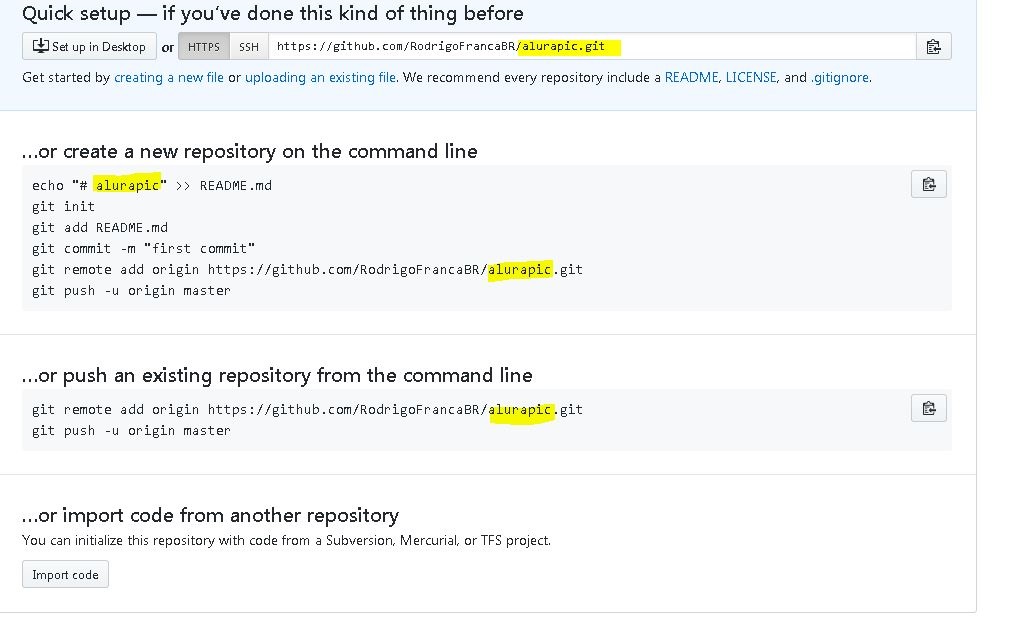 Quick setup — if you've done this kind of thing before
Set up in Desktop or HTTPS SSH https://github.com/RodrigoFrancaBR/alurapic.git
Get started by creating a new file or uploading an existing file. We recommend every repository include a README, LICENSE, and .gitignore.
…or create a new repository on the command line
echo "# alurapic" >> README.md
git init
git add README.md
git commit -m "first commit"
git remote add origin https://github.com/RodrigoFrancaBR/alurapic.git
git push -u origin master
…or push an existing repository from the command line
git remote add origin https://github.com/RodrigoFrancaBR/alurapic.git
git push -u origin master
…or import code from another repository
You can initialize this repository with code from a Subversion, Mercurial, or TFS project.
Import code